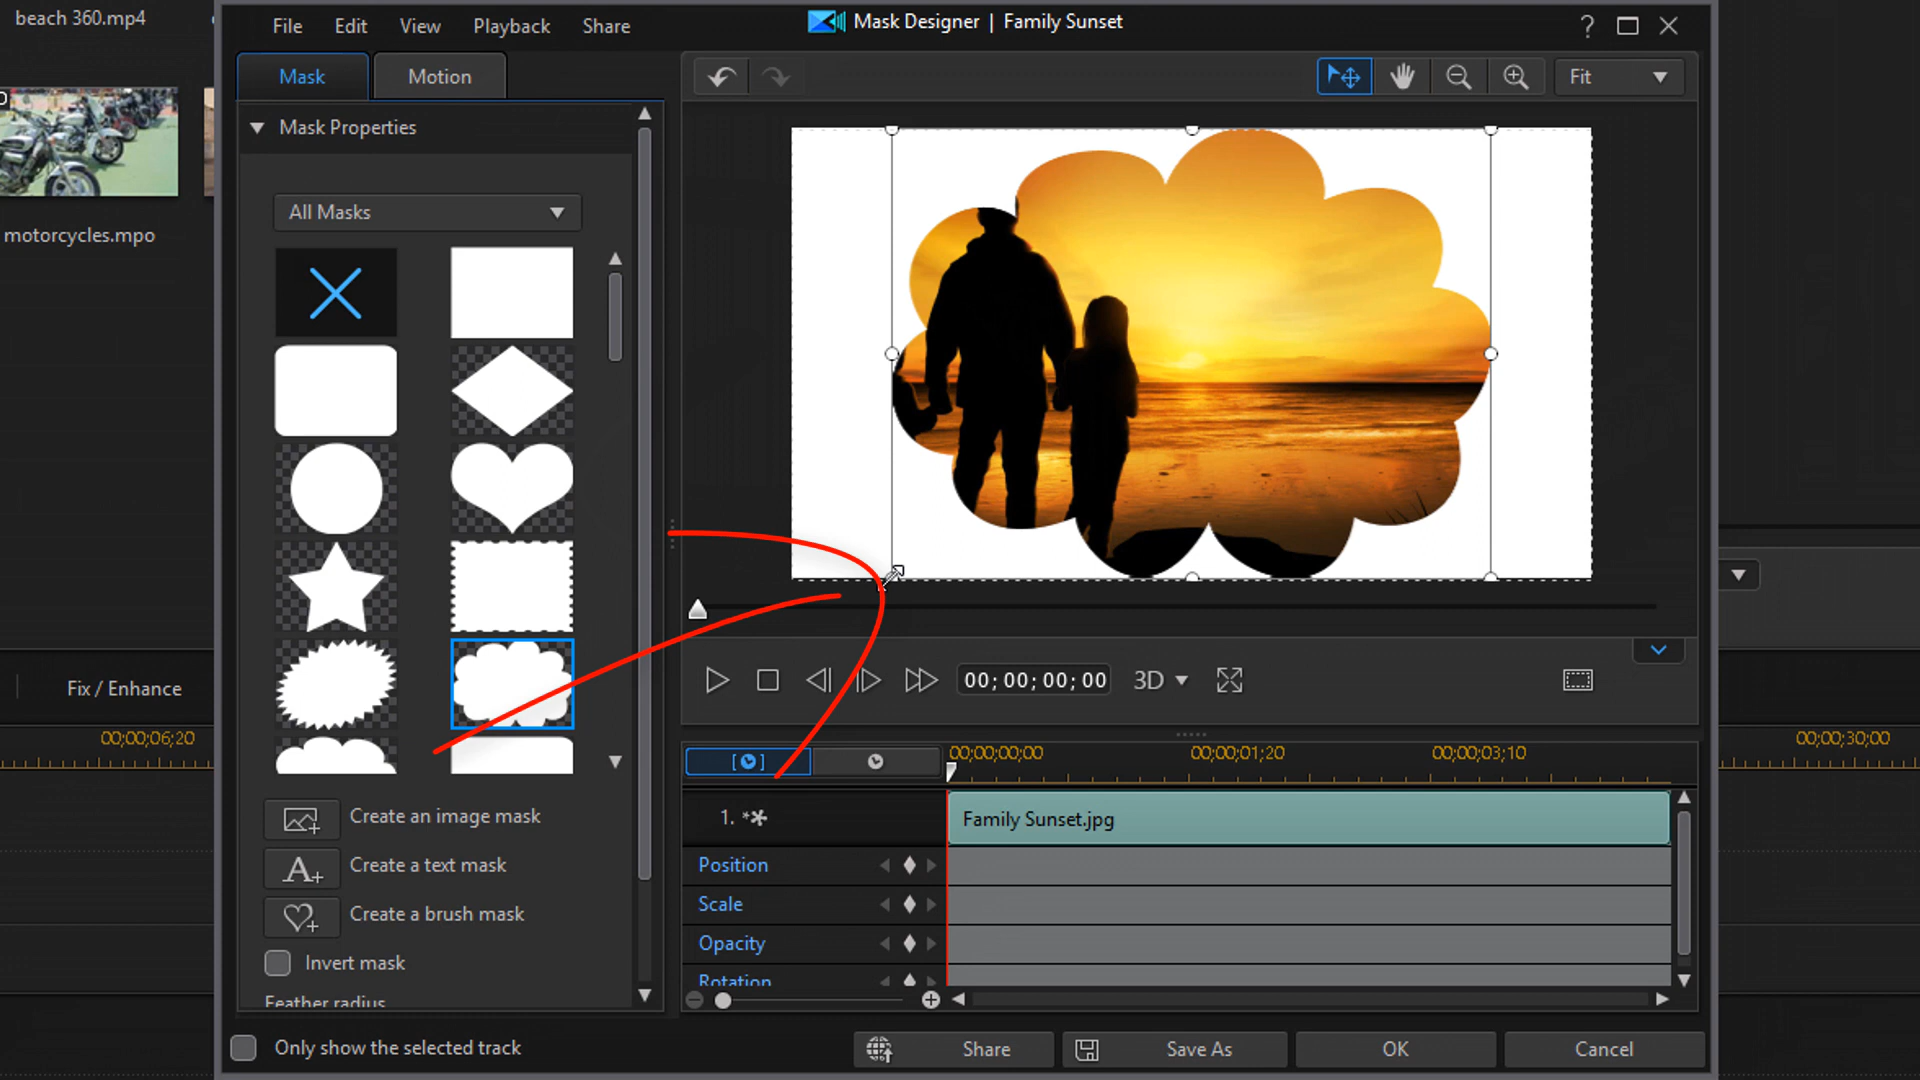 beach 360.mp4
File Edit View Playback Share
Mask Designer | Family Sunset
?
Mask Motion
Fit
Mask Properties
All Masks
motorcycles.mpo
Fix / Enhance
00;00;00;00
3D
00;00;06;20
00;00;00;00 00;00;01;20 00;00;03;10
00;00;30;00
Create an image mask
Create a text mask
Create a brush mask
Invert mask
Feather radius
1.
Family Sunset.jpg
Position
Scale
Opacity
Rotation
Only show the selected track
Share Save As OK Cancel